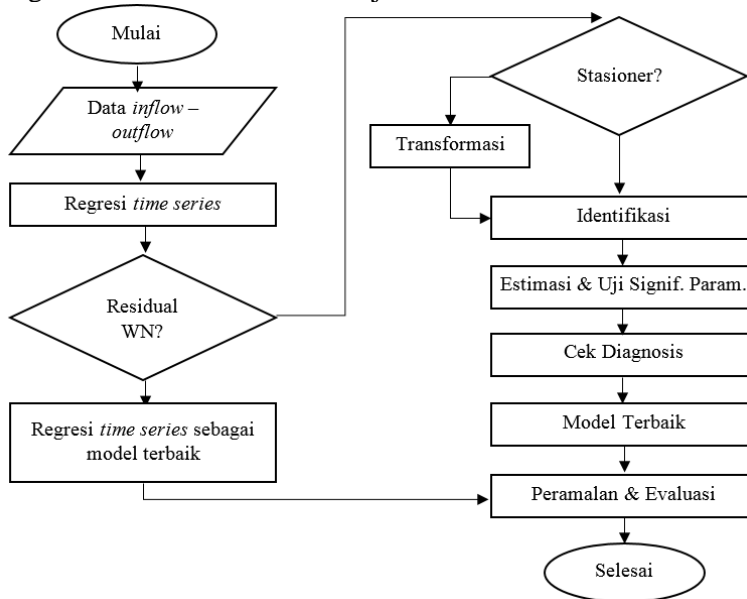 Mulai
Data inflow –
outflow
Regresi time series
Residual
WN?
Regresi time series sebagai
model terbaik
Stasioner?
Transformasi
Identifikasi
Estimasi & Uji Signif. Param.
Cek Diagnosis
Model Terbaik
Peramalan & Evaluasi
Selesai